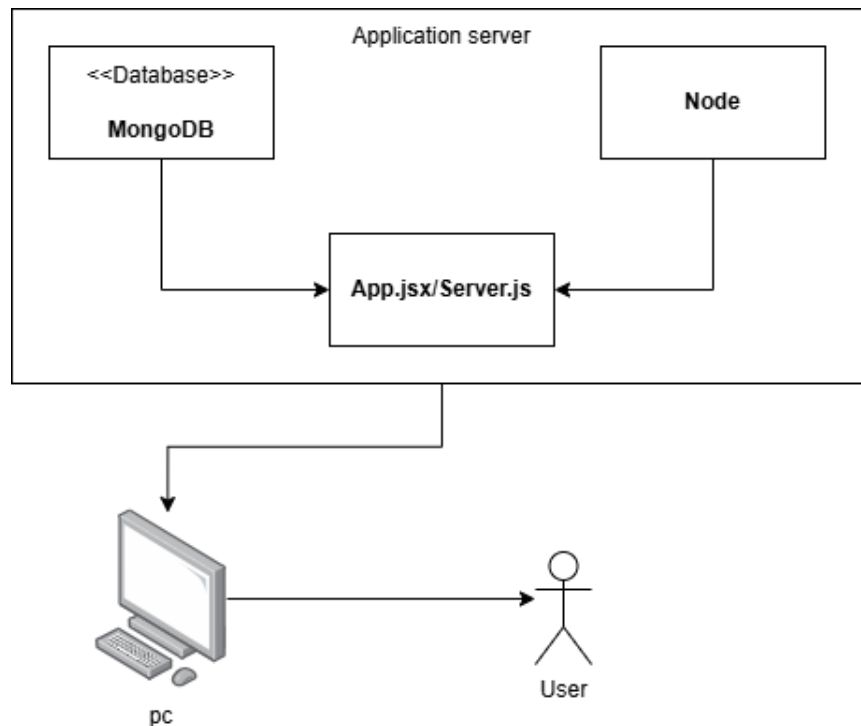 Application server
<<Database>>
MongoDB
Node
App.jsx/Server.js
pc
User